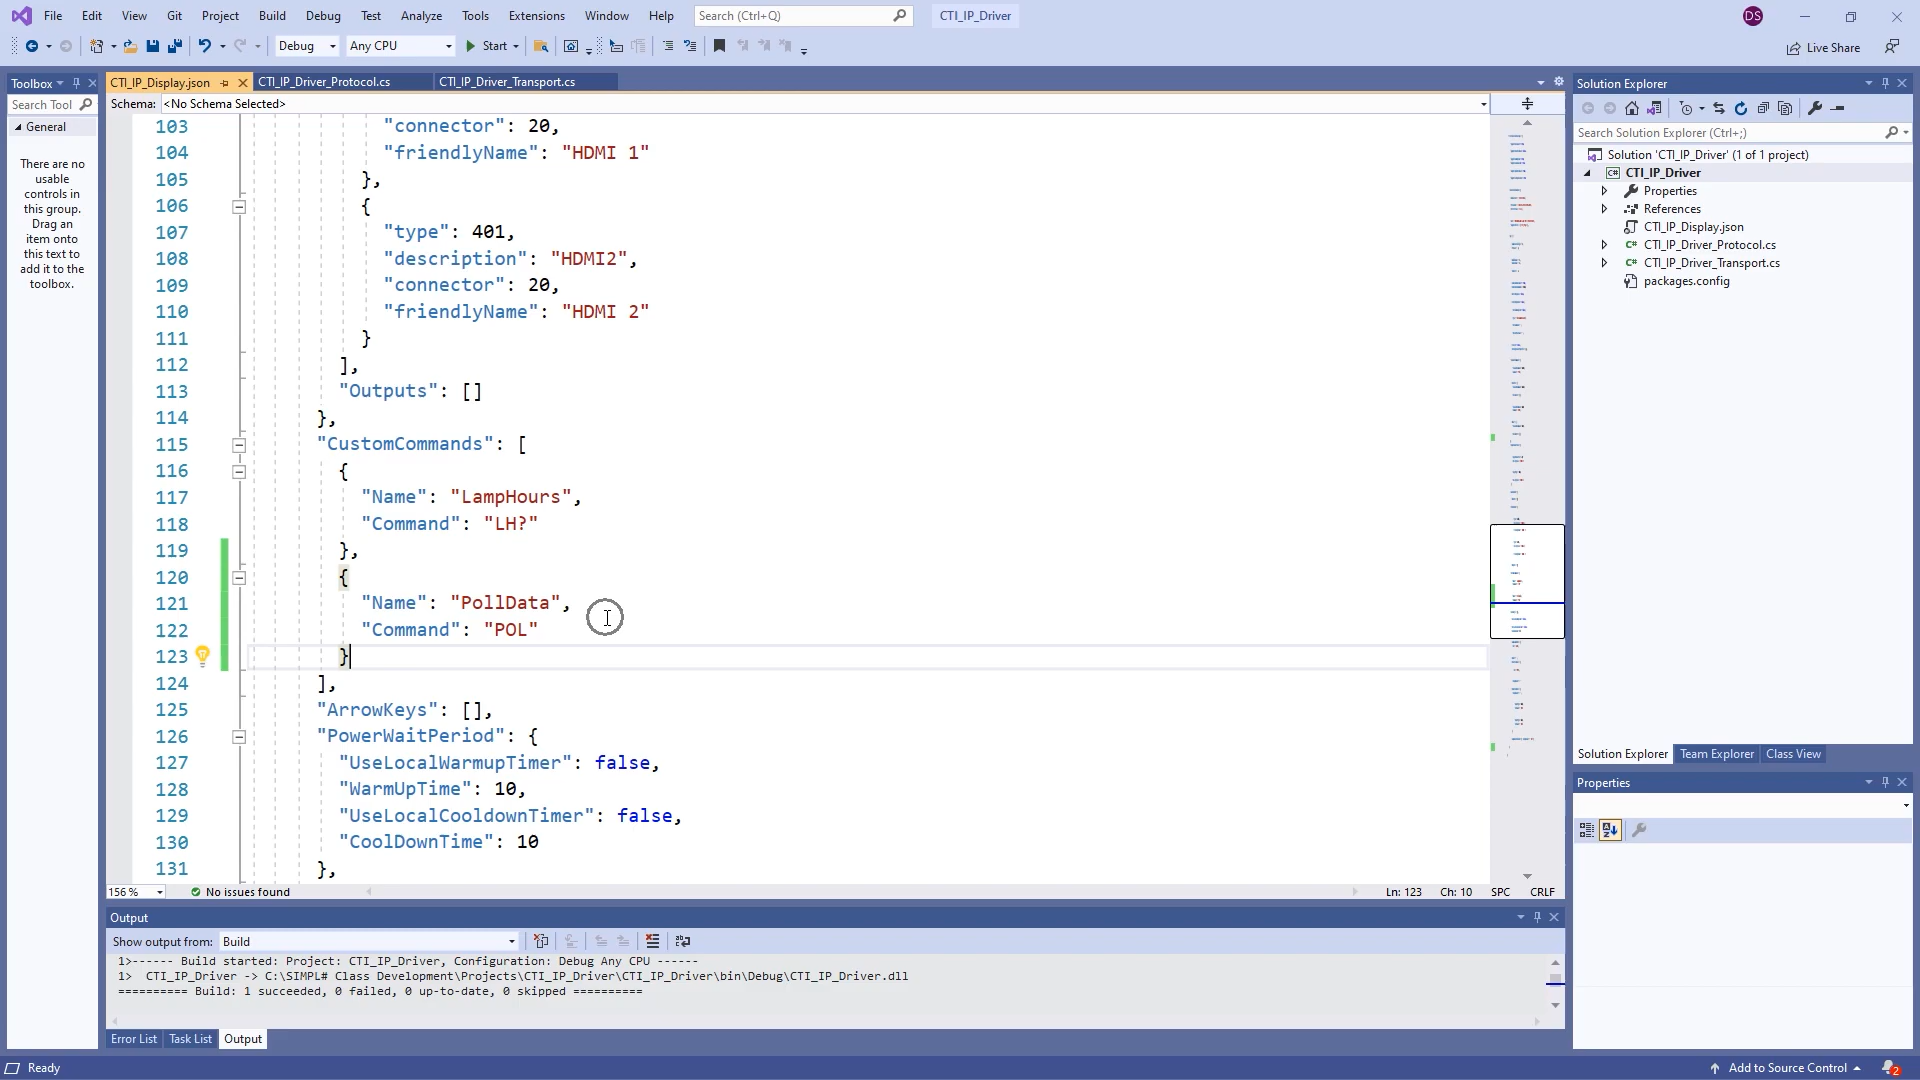 File Edit View Git Project Build Debug Test Analyze Tools Extensions Window Help Search (Ctrl+Q) CTI_IP_Driver DS
Debug Any CPU Start Live Share
Toolbox
Search Tool
General
There are no
usable
controls in
this group.
Drag an
item onto
this text to
add it to the
toolbox.
CTI_IP_Display.json CTI_IP_Driver_Protocol.cs CTI_IP_Driver_Transport.cs
Schema: <No Schema Selected>
103 "connector": 20,
104 "friendlyName": "HDMI 1"
105 },
106 {
107 "type": 401,
108 "description": "HDMI2",
109 "connector": 20,
110 "friendlyName": "HDMI 2"
111 }
112 ],
113 "Outputs": []
114 },
115 "CustomCommands": [
116 {
117 "Name": "LampHours",
118 "Command": "LH?"
119 },
120 {
121 "Name": "PollData",
122 "Command": "POL"
123 }
124 ],
125 "ArrowKeys": [],
126 "PowerWaitPeriod": {
127 "UseLocalWarmupTimer": false,
128 "WarmUpTime": 10,
129 "UseLocalCooldownTimer": false,
130 "CoolDownTime": 10
131 },
156 % No issues found Ln: 123 Ch: 10 SPC CRLF
Output
Show output from: Build
1>------ Build started: Project: CTI_IP_Driver, Configuration: Debug Any CPU ------
1> CTI_IP_Driver -> C:\SIMPL# Class Development\Projects\CTI_IP_Driver\CTI_IP_Driver\bin\Debug\CTI_IP_Driver.dll
========== Build: 1 succeeded, 0 failed, 0 up-to-date, 0 skipped ==========
Error List Task List Output
Solution Explorer
Search Solution Explorer (Ctrl+;)
Solution 'CTI_IP_Driver' (1 of 1 project)
C# CTI_IP_Driver
Properties
References
CTI_IP_Display.json
C# CTI_IP_Driver_Protocol.cs
C# CTI_IP_Driver_Transport.cs
packages.config
Solution Explorer Team Explorer Class View
Properties
Ready Add to Source Control 2